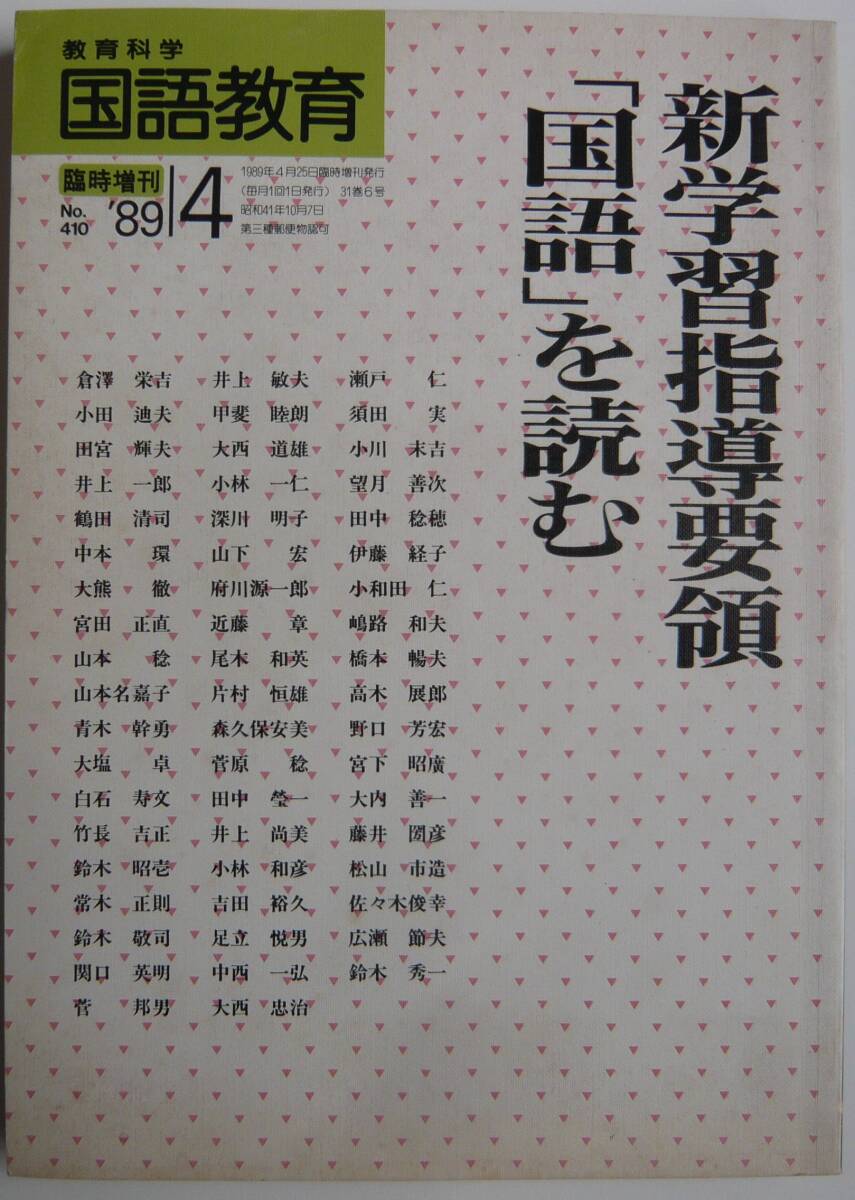 教育科学
国語教育
臨時増刊
No.
410
'89
4
1989年4月25日臨時増刊発行
(毎月1回1日発行) 31巻6号
昭和41年10月7日
第三種郵便物認可
新学習指導要領
「国語」を読む
倉澤 栄吉 井上 敏夫 瀬戸 仁
小田 迪夫 甲斐 睦朗 須田 実
田宮 輝夫 大西 道雄 小川 末吉
井上 一郎 小林 一仁 望月 善次
鶴田 清司 深川 明子 田中 稔穂
中本 環 山下 宏 伊藤 経子
大熊 徹 府川源一郎 小和田 仁
宮田 正直 近藤 章 嶋路 和夫
山本 稔 尾木 和英 橋本 暢夫
山本名嘉子 片村 恒雄 高木 展郎
青木 幹勇 森久保安美 野口 芳宏
大塩 卓 菅原 稔 宮下 昭廣
白石 寿文 田中 瑩一 大内 善一
竹長 吉正 井上 尚美 藤井 圀彦
鈴木 昭壱 小林 和彦 松山 市造
常木 正則 吉田 裕久 佐々木俊幸
鈴木 敬司 足立 悦男 広瀬 節夫
関口 英明 中西 一弘 鈴木 秀一
菅 邦男 大西 忠治